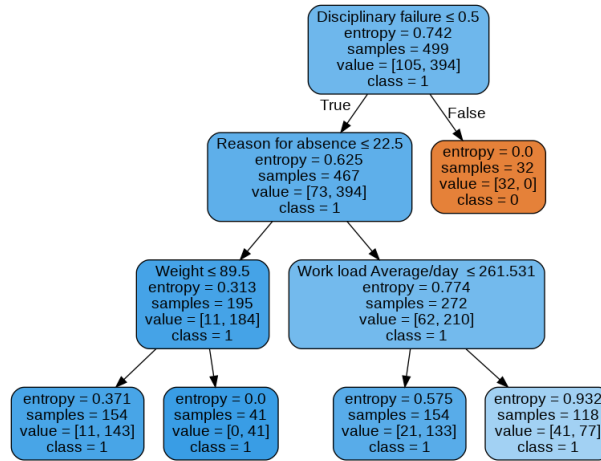 Disciplinary failure ≤ 0.5
entropy = 0.742
samples = 499
value = [105, 394]
class = 1
True
False
Reason for absence ≤ 22.5
entropy = 0.625
samples = 467
value = [73, 394]
class = 1
entropy = 0.0
samples = 32
value = [32, 0]
class = 0
Weight ≤ 89.5
entropy = 0.313
samples = 195
value = [11, 184]
class = 1
Work load Average/day ≤ 261.531
entropy = 0.774
samples = 272
value = [62, 210]
class = 1
entropy = 0.371
samples = 154
value = [11, 143]
class = 1
entropy = 0.0
samples = 41
value = [0, 41]
class = 1
entropy = 0.575
samples = 154
value = [21, 133]
class = 1
entropy = 0.932
samples = 118
value = [41, 77]
class = 1